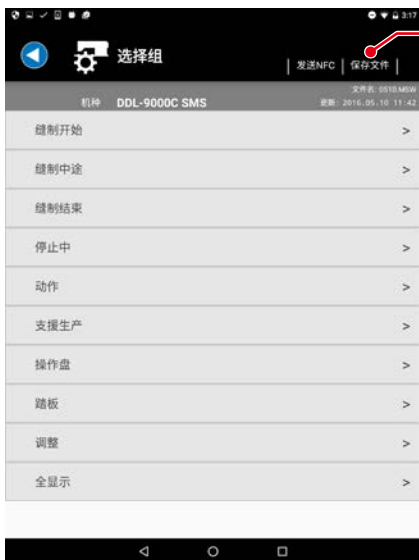 3:17
选择组
发送NFC
保存文件
文件名: 0510.MSW
机种 DDL-9000C SMS
更新: 2016.05.10 11:42
缝制开始 >
缝制中途 >
缝制结束 >
停止中 >
动作 >
支援生产 >
操作盘 >
踏板 >
调整 >
全显示 >